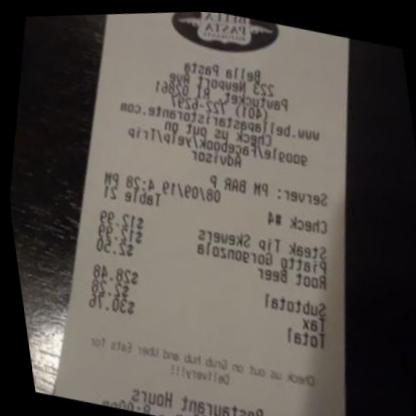 BELLA
PASTA
RISTORANTE
Bella Pasta
223 Newport Ave
Pawtucket, RI 02861
(401) 722-6297
www.bellapastaristorante.com
Check us out on
google/Facebook/yelp/Trip
Advisor
Server: PM BAR P
08/09/19 4:28 PM
Check #4 Table 21
Steak Tip Skewers $12.99
Piatto Gorgonzola $12.99
Root Beer $2.50
Subtotal $28.48
Tax $2.28
Total $30.76
Check us out on Grub hub and Uber Eats for
Delivery!!!
Restaurant Hours